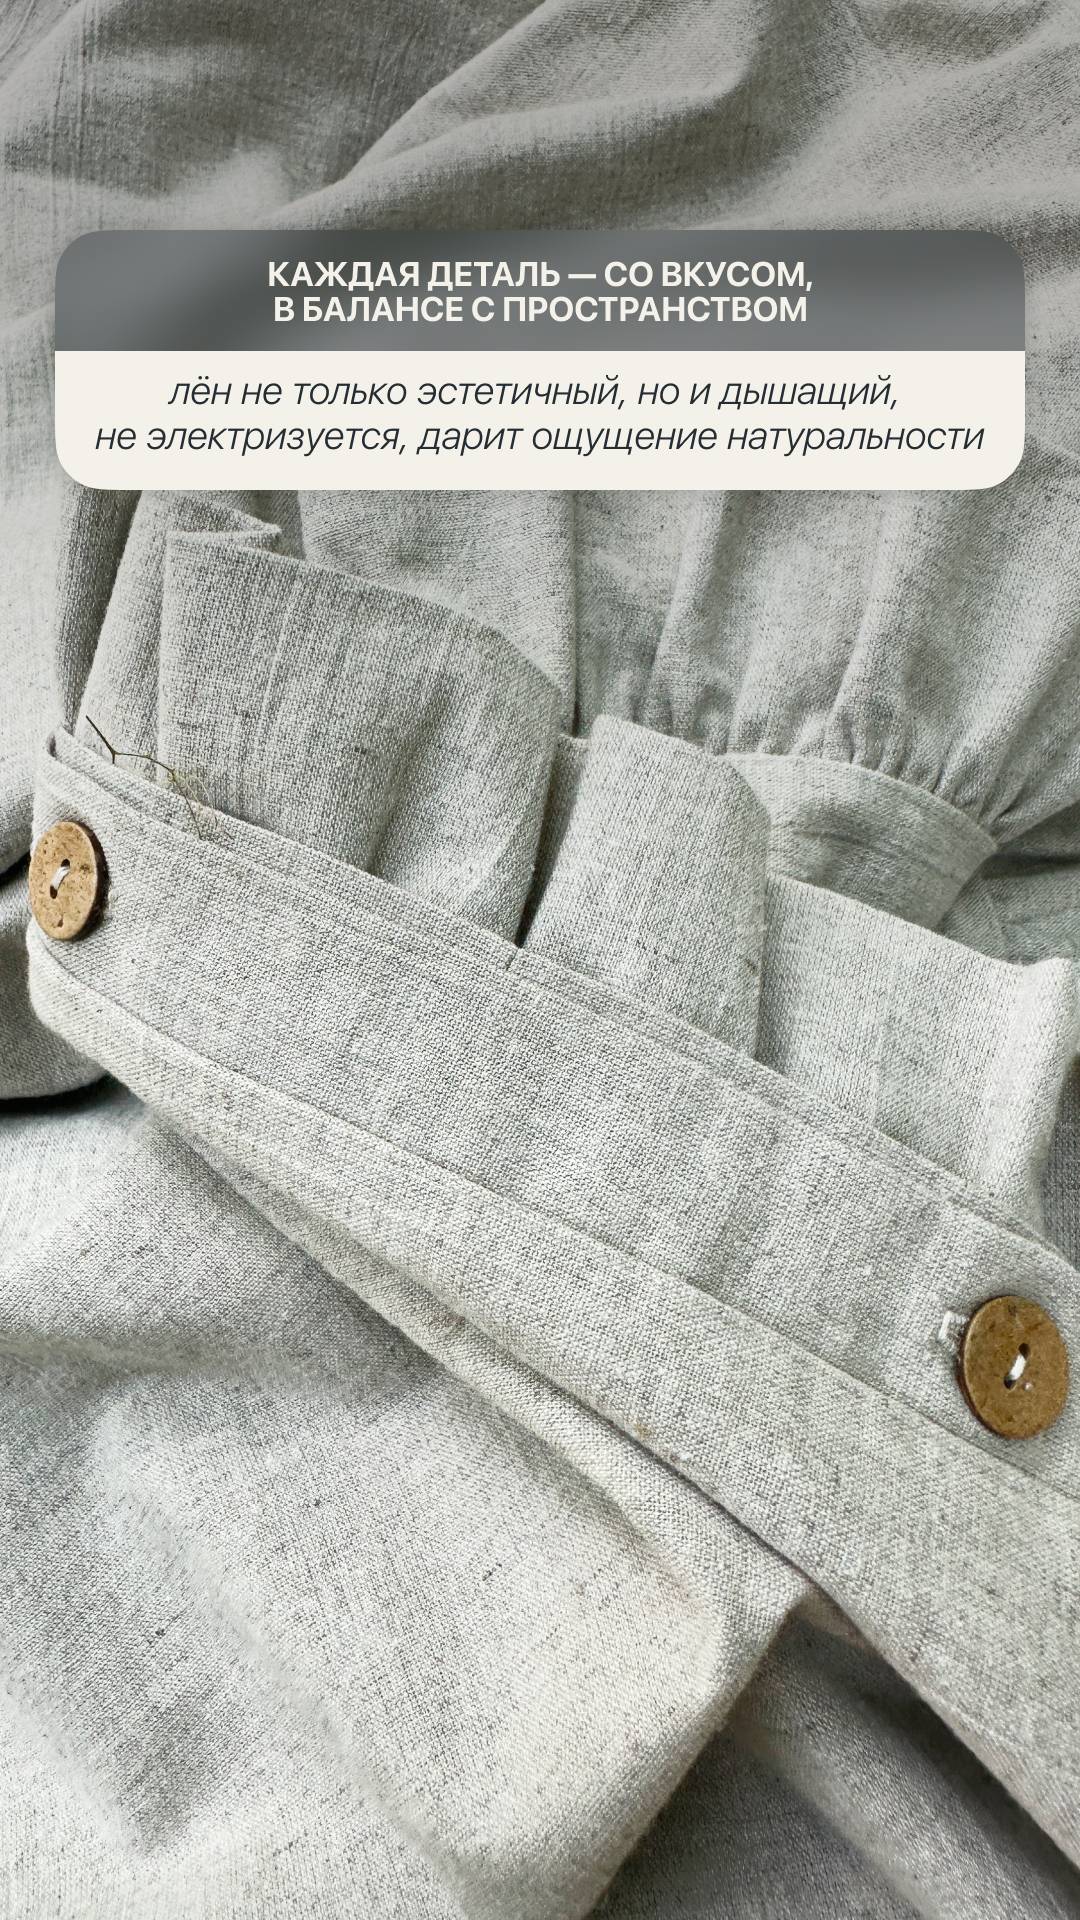 КАЖДАЯ ДЕТАЛЬ — СО ВКУСОМ,
В БАЛАНСЕ С ПРОСТРАНСТВОМ
лён не только эстетичный, но и дышащий,
не электризуется, дарит ощущение натуральности